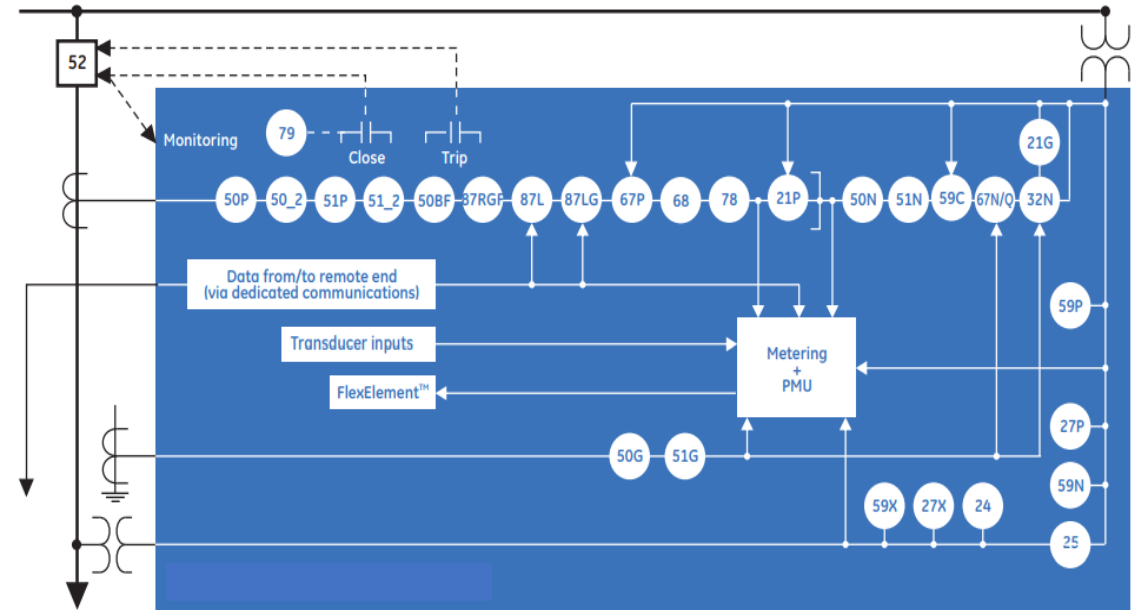 52
Monitoring
79
Close
Trip
21G
50P
50_2
51P
51_2
50BF
87RGF
87L
87LG
67P
68
78
21P
50N
51N
59C
67N/Q
32N
Data from/to remote end
(via dedicated communications)
59P
Transducer inputs
Metering
+
PMU
FlexElement™
27P
50G
51G
59N
59X
27X
24
25